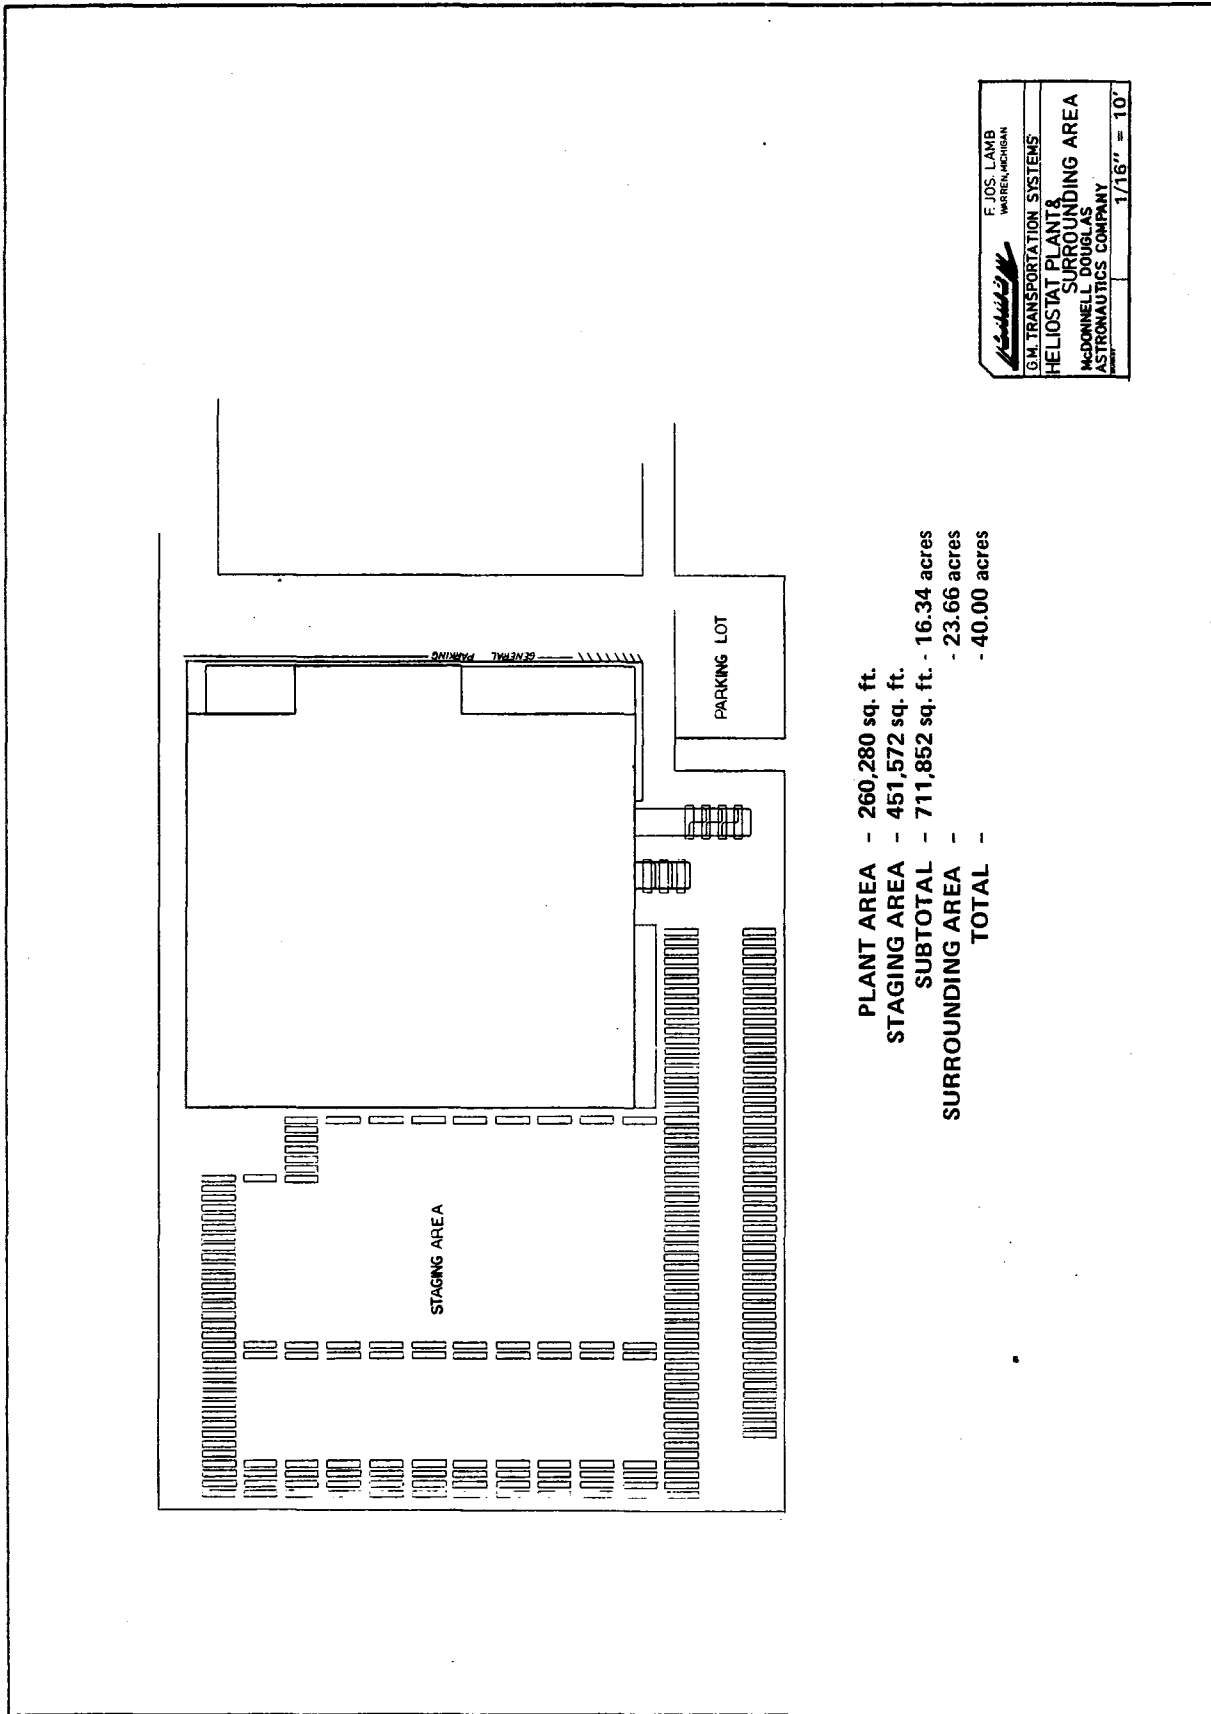 GENERAL PARKING
PARKING LOT
STAGING AREA
PLANT AREA - 260,280 sq. ft.
STAGING AREA - 451,572 sq. ft.
SUBTOTAL - 711,852 sq. ft. - 16.34 acres
SURROUNDING AREA - - 23.66 acres
TOTAL - - 40.00 acres
F. JOS. LAMB
WARREN, MICHIGAN
G.M. TRANSPORTATION SYSTEMS
HELIOSTAT PLANT &
SURROUNDING AREA
McDONNELL DOUGLAS
ASTRONAUTICS COMPANY
1/16" = 10'